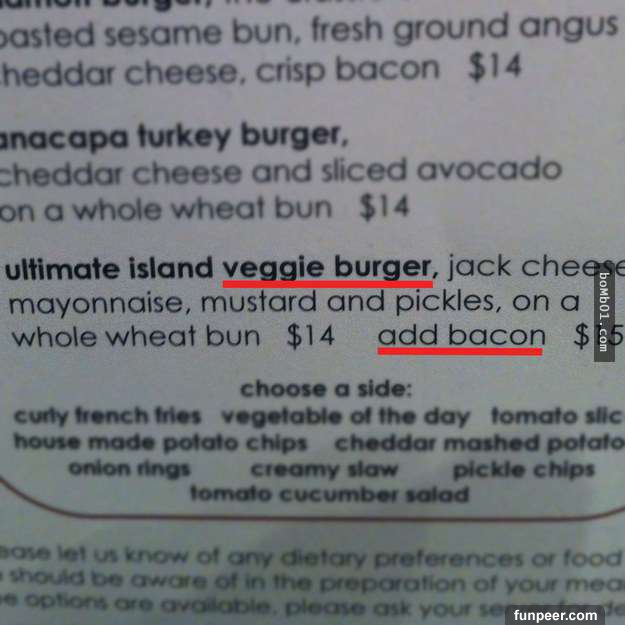 oasted sesame bun, fresh ground angus
heddar cheese, crisp bacon $14
anacapa turkey burger,
cheddar cheese and sliced avocado
on a whole wheat bun $14
ultimate island veggie burger, jack cheese
mayonnaise, mustard and pickles, on a
whole wheat bun $14 add bacon $15
choose a side:
curly french fries vegetable of the day tomato slic
house made potato chips cheddar mashed potato
onion rings creamy slaw pickle chips
tomato cucumber salad
ease let us know of any dietary preferences or food
should be aware of in the preparation of your mea
e options are available, please ask your se
bomb01.com
funpeer.com